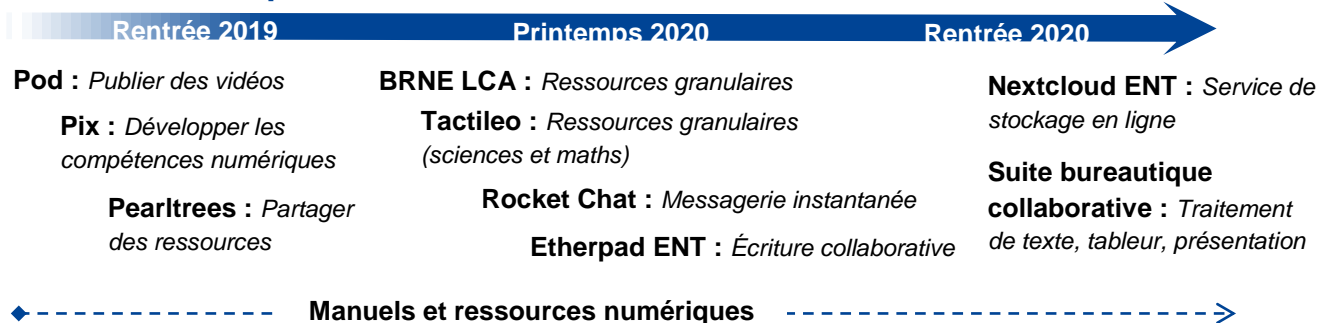 Rentrée 2019 Printemps 2020 Rentrée 2020
Pod : Publier des vidéos
Pix : Développer les
compétences numériques
Pearltrees : Partager
des ressources
BRNE LCA : Ressources granulaires
Tactileo : Ressources granulaires
(sciences et maths)
Rocket Chat : Messagerie instantanée
Etherpad ENT : Écriture collaborative
Nextcloud ENT : Service de
stockage en ligne
Suite bureautique
collaborative : Traitement
de texte, tableur, présentation
Manuels et ressources numériques